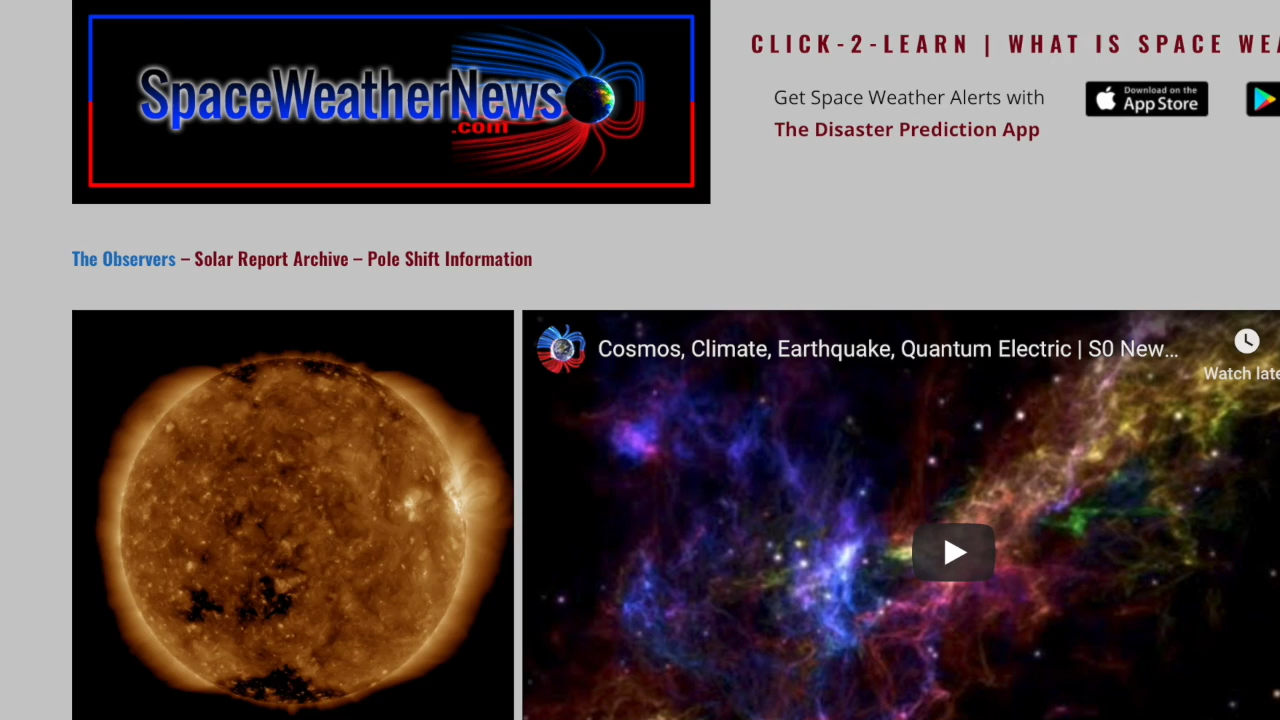 SpaceWeatherNews
.com
CLICK-2-LEARN | WHAT IS SPACE WEA
Get Space Weather Alerts with
The Disaster Prediction App
Download on the
App Store
The Observers – Solar Report Archive – Pole Shift Information
Cosmos, Climate, Earthquake, Quantum Electric | S0 New...
Watch late